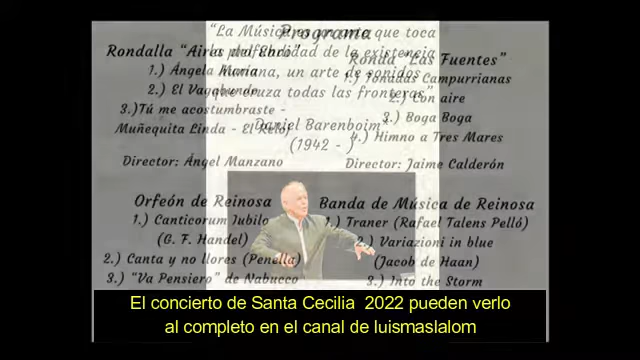 Programa
"La Música es un arte que toca
la profundidad de la existencia
humana, un arte de sonidos
que cruza todas las fronteras"
Daniel Barenboim
(1942 - )
Rondalla "Aires del Ebro"
1.) Ángela María
2.) El Vagabundo
3.)Tú me acostumbraste -
Muñequita Linda - El Reloj
Director: Ángel Manzano
Ronda "Las Fuentes"
1.) Tonadas Campurrianas
2.) Con aire
3.) Boga Boga
4.) Himno a Tres Mares
Director: Jaime Calderón
Orfeón de Reinosa
1.) Canticorum Iubilo
(G. F. Handel)
2.) Canta y no llores (Penella)
3.) "Va Pensiero" de Nabucco
Banda de Música de Reinosa
1.) Traner (Rafael Talens Pelló)
2.) Variazioni in blue
(Jacob de Haan)
3.) Into the Storm
El concierto de Santa Cecilia 2022 pueden verlo
al completo en el canal de luismaslalom